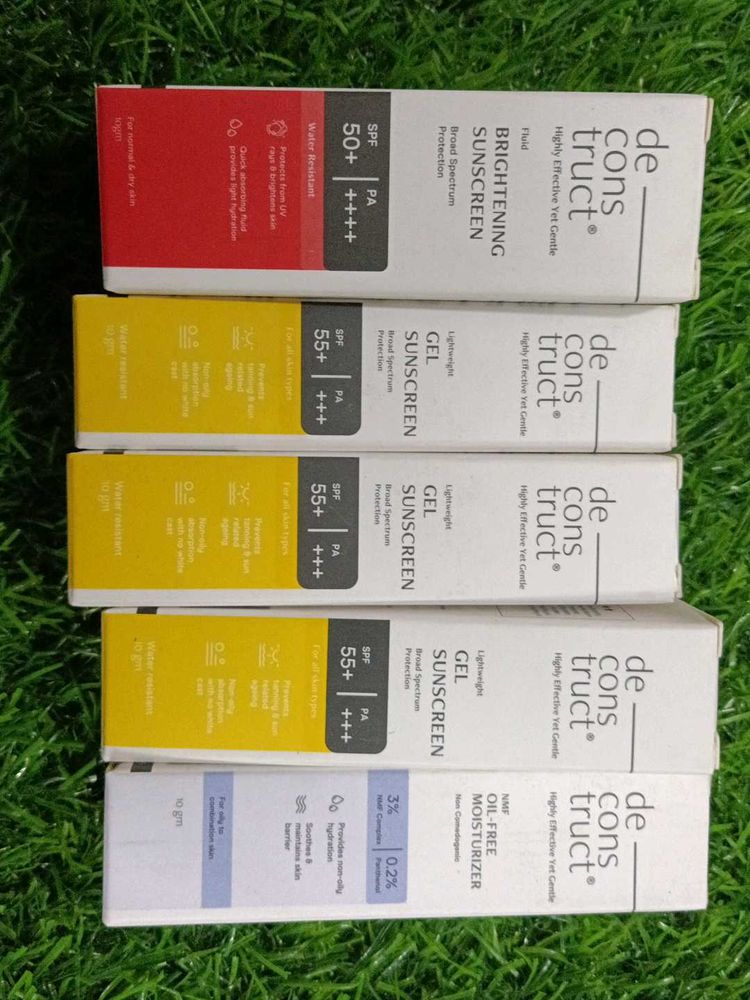 de
cons
truct®
Highly Effective Yet Gentle
Fluid
BRIGHTENING
SUNSCREEN
Broad Spectrum
Protection
SPF
50+
PA
++++
Water Resistant
Protects from UV
rays & brightens skin
Quick absorbing fluid
provides light hydration
For normal & dry skin
10gm
de
cons
truct®
Highly Effective Yet Gentle
Lightweight
GEL
SUNSCREEN
Broad Spectrum
Protection
SPF
55+
PA
+++
For all skin types
Prevents
tanning & sun
related
ageing
Non-oily
absorption
with no white
cast
Water resistant
10 gm
de
cons
truct®
Highly Effective Yet Gentle
Lightweight
GEL
SUNSCREEN
Broad Spectrum
Protection
SPF
55+
PA
+++
For all skin types
Prevents
tanning & sun
related
ageing
Non-oily
absorption
with no white
cast
Water resistant
10 gm
de
cons
truct®
Highly Effective Yet Gentle
Lightweight
GEL
SUNSCREEN
Broad Spectrum
Protection
SPF
55+
PA
+++
For all skin types
Prevents
tanning & sun
related
ageing
Non-oily
absorption
with no white
cast
Water resistant
10 gm
de
cons
truct®
Highly Effective Yet Gentle
NMF
OIL-FREE
MOISTURIZER
Non Comedogenic
3%
NMF Complex
0.2%
Panthenol
Provides non-oily
hydration
Soothes &
maintains skin
barrier
For oily to
combination skin
10 gm